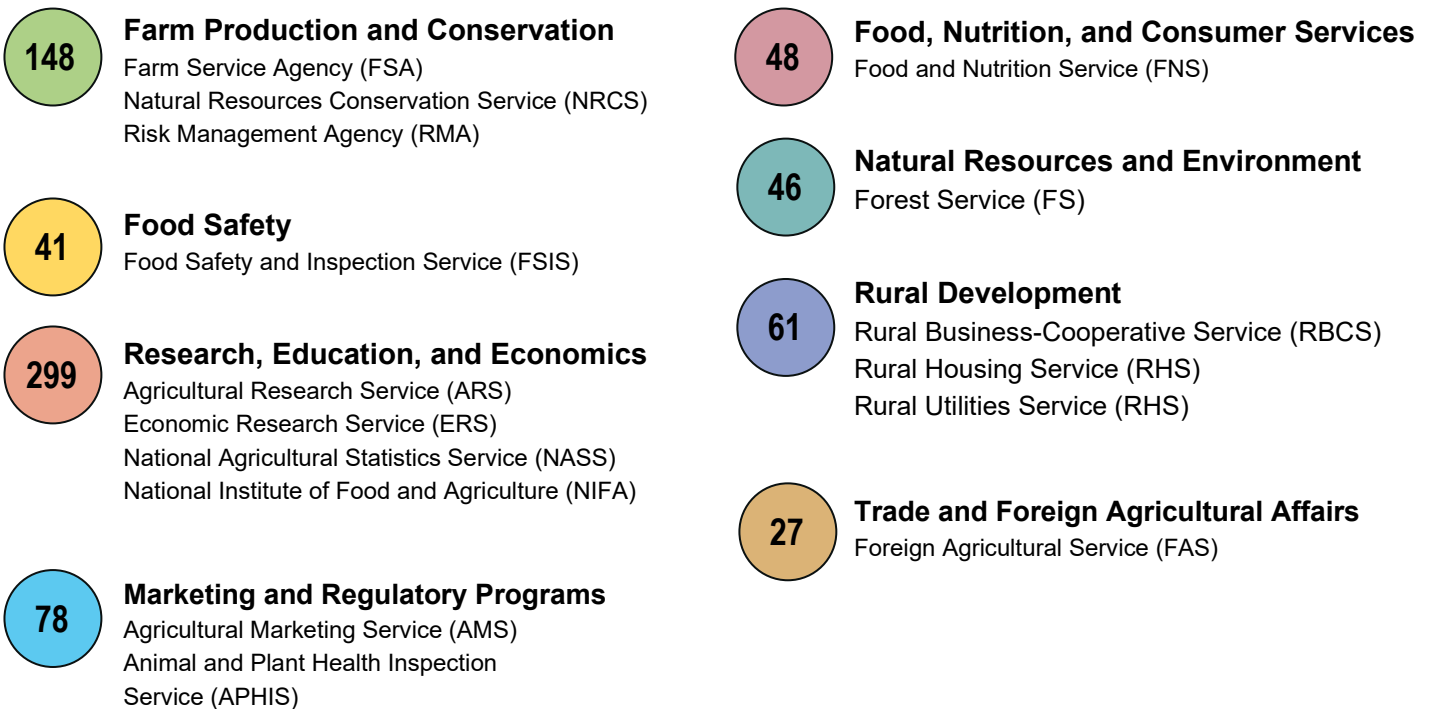 148
Farm Production and Conservation
Farm Service Agency (FSA)
Natural Resources Conservation Service (NRCS)
Risk Management Agency (RMA)
41
Food Safety
Food Safety and Inspection Service (FSIS)
299
Research, Education, and Economics
Agricultural Research Service (ARS)
Economic Research Service (ERS)
National Agricultural Statistics Service (NASS)
National Institute of Food and Agriculture (NIFA)
78
Marketing and Regulatory Programs
Agricultural Marketing Service (AMS)
Animal and Plant Health Inspection
Service (APHIS)
48
Food, Nutrition, and Consumer Services
Food and Nutrition Service (FNS)
46
Natural Resources and Environment
Forest Service (FS)
61
Rural Development
Rural Business-Cooperative Service (RBCS)
Rural Housing Service (RHS)
Rural Utilities Service (RHS)
27
Trade and Foreign Agricultural Affairs
Foreign Agricultural Service (FAS)